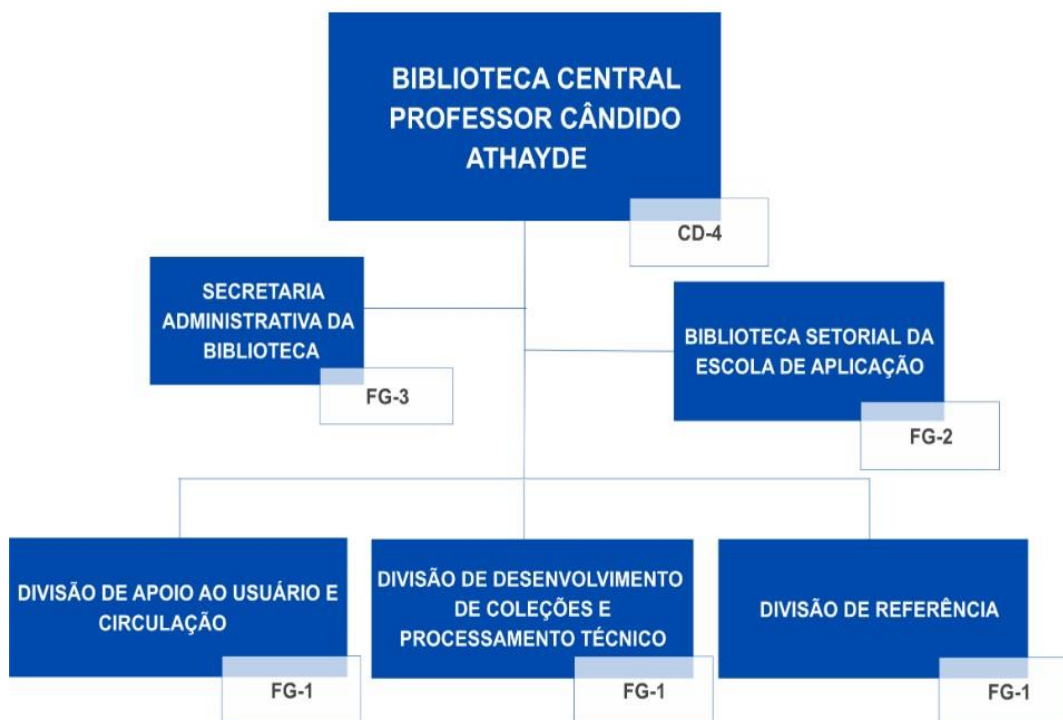 BIBLIOTECA CENTRAL
PROFESSOR CÂNDIDO
ATHAYDE
CD-4
SECRETARIA
ADMINISTRATIVA DA
BIBLIOTECA
FG-3
BIBLIOTECA SETORIAL DA
ESCOLA DE APLICAÇÃO
FG-2
DIVISÃO DE APOIO AO USUÁRIO E
CIRCULAÇÃO
FG-1
DIVISÃO DE DESENVOLVIMENTO
DE COLEÇÕES E
PROCESSAMENTO TÉCNICO
FG-1
DIVISÃO DE REFERÊNCIA
FG-1